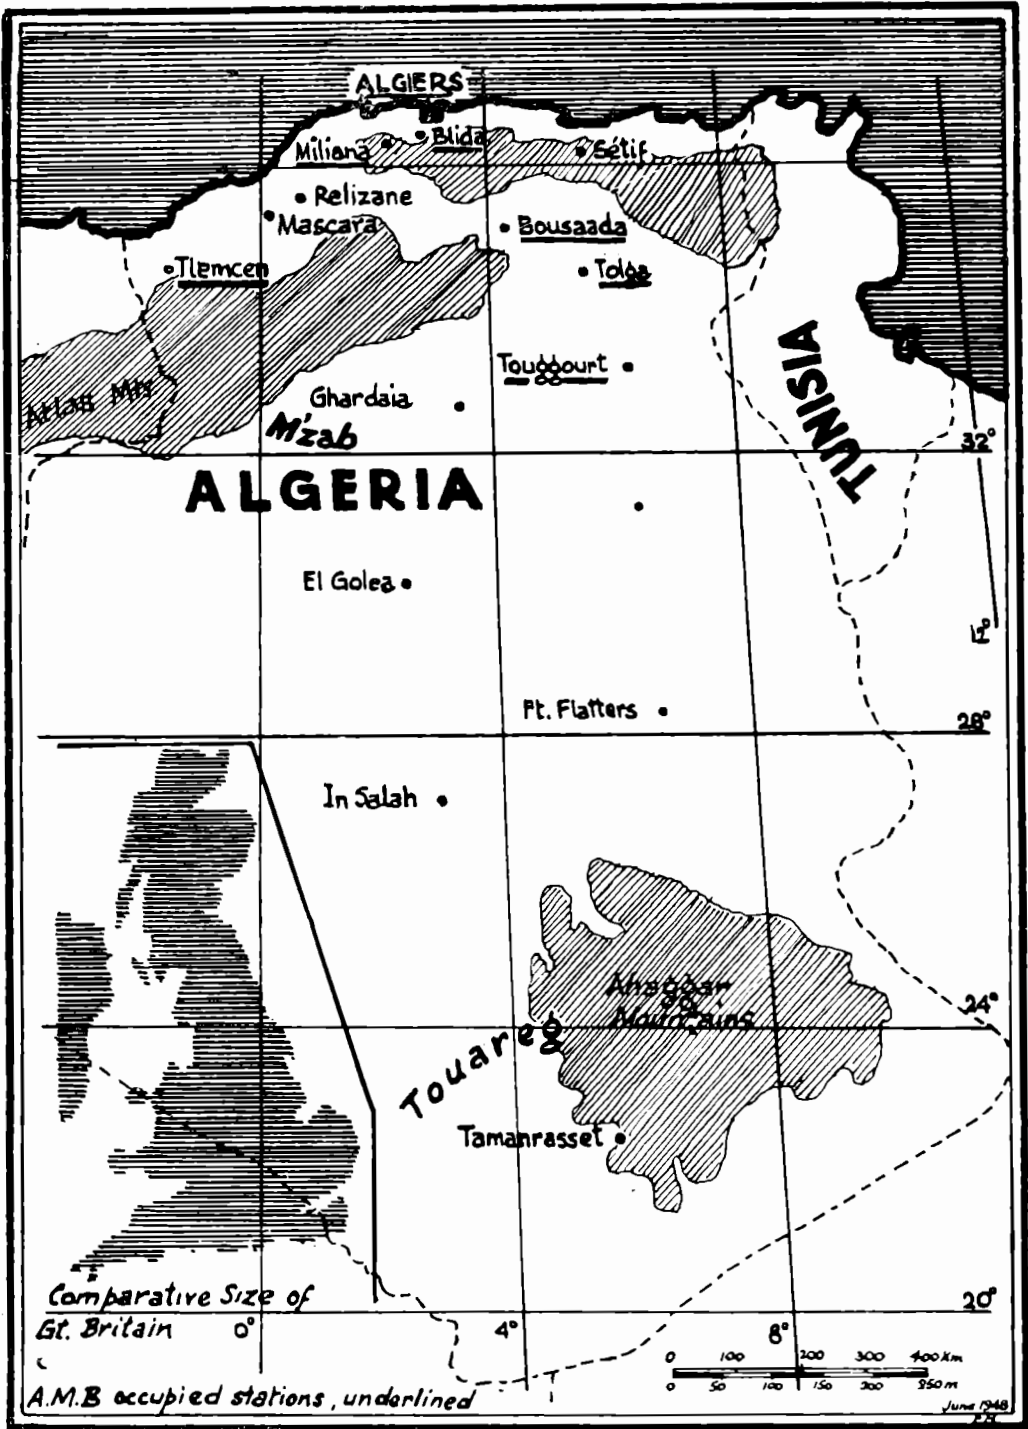 ALGIERS
Blida
Miliana
Sétif
Relizane
Mascara
Bousaada
Tlemcen
Tolga
TUNISIA
Touggourt
Atlas Mts
Ghardaia
M'zab
32°
ALGERIA
El Golea
12°
Ft. Flatters
28°
In Salah
Ahaggar
Mountains
24°
Touareg
Tamanrasset
Comparative Size of
Gt. Britain
20°
0°
4°
8°
0 100 200 300 400 Km
0 50 100 150 200 250 m
A.M.B occupied stations, underlined
June 1948